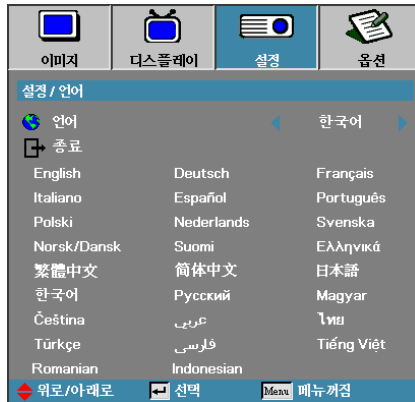 이미지 디스플레이 설정 옵션
설정 / 언어
언어 한국어
종료
English Deutsch Français
Italiano Español Português
Polski Nederlands Svenska
Norsk/Dansk Suomi Ελληνικά
繁體中文 简体中文 日本語
한국어 Русский Magyar
Čeština عربي ไทย
Türkçe فارسی Tiếng Việt
Romanian Indonesian
위로/아래로 선택 Menu 메뉴꺼짐